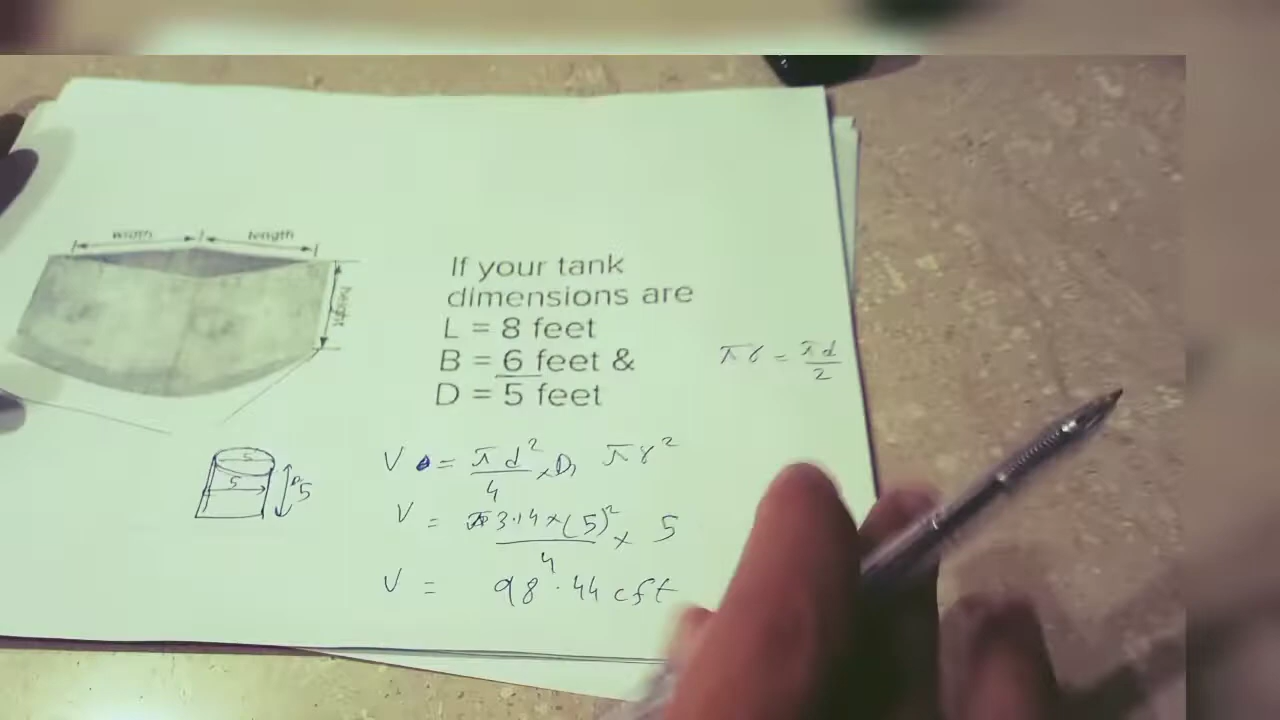 width length
height
If your tank
dimensions are
L = 8 feet
B = 6 feet &
D = 5 feet
πr = πd/2
5
5
D 5
V = πd²/4 × D, πr²
V = 3.14×(5)²/4 × 5
V = 98.44 cft